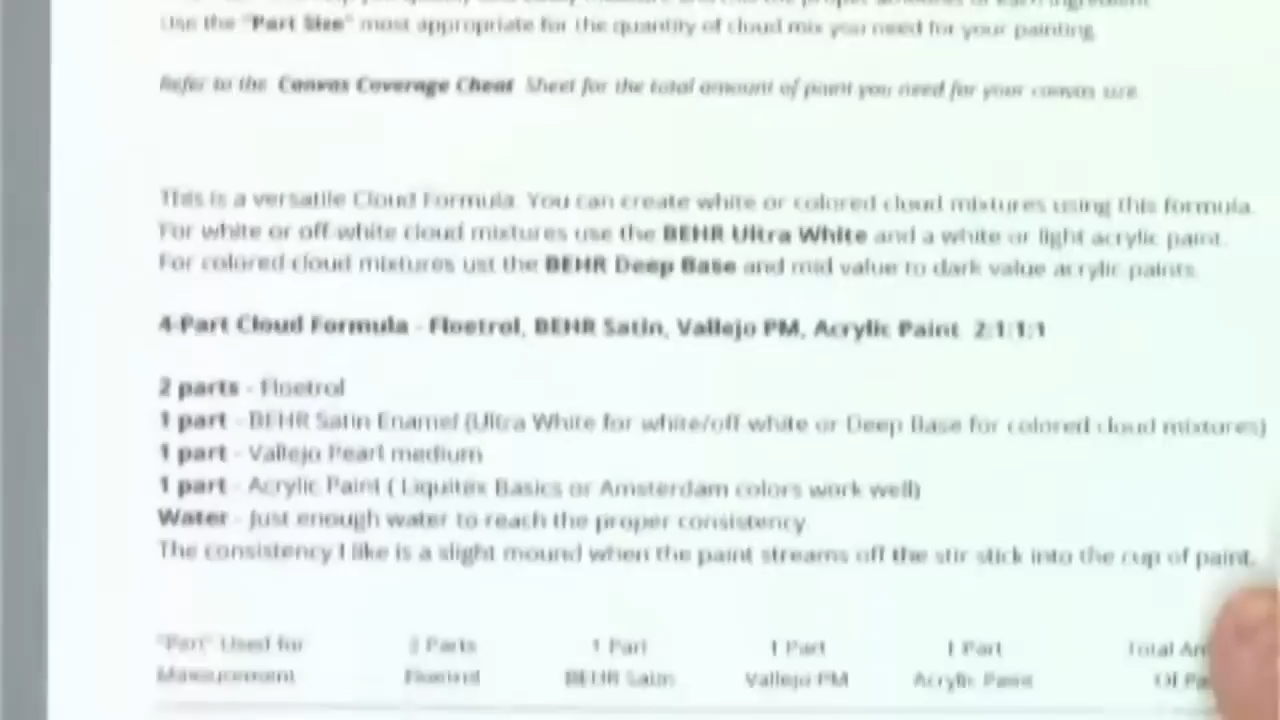 Use the "Part Size" most appropriate for the quantity of cloud mix you need for your painting.
Refer to the Canvas Coverage Cheat Sheet for the total amount of paint you need for your canvas size.
This is a versatile Cloud Formula. You can create white or colored cloud mixtures using this formula.
For white or off-white cloud mixtures use the BEHR Ultra White and a white or light acrylic paint.
For colored cloud mixtures ust the BEHR Deep Base and mid value to dark value acrylic paints.
4-Part Cloud Formula - Floetrol, BEHR Satin, Vallejo PM, Acrylic Paint 2:1:1:1
2 parts - Floetrol
1 part - BEHR Satin Enamel (Ultra White for white/off-white or Deep Base for colored cloud mixtures)
1 part - Vallejo Pearl medium
1 part - Acrylic Paint ( Liquitex Basics or Amsterdam colors work well)
Water - Just enough water to reach the proper consistency.
The consistency I like is a slight mound when the paint streams off the stir stick into the cup of paint.
"Part" Used for 2 Parts 1 Part 1 Part 1 Part Total
Measurement Floetrol BEHR Satin Vallejo PM Acrylic Paint Of